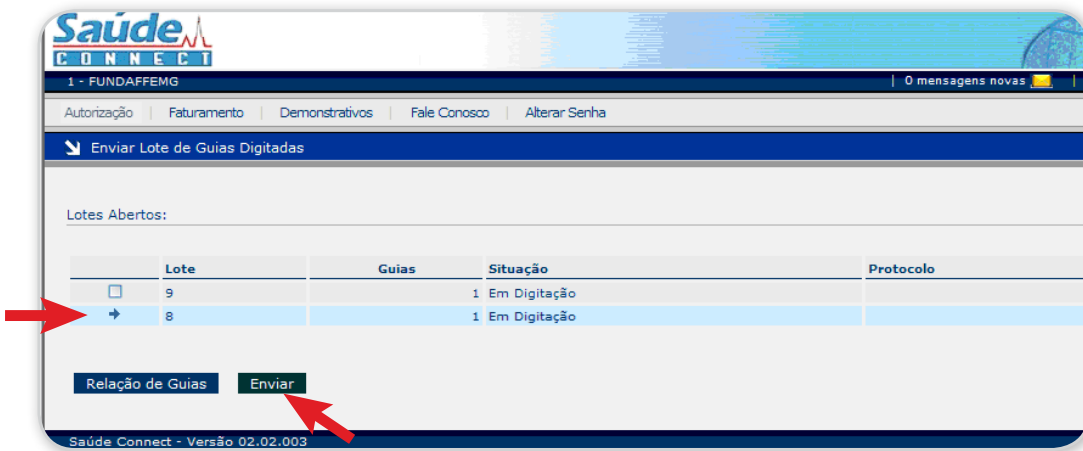 Saúde
CONNECT
1 - FUNDAFFEMG | 0 mensagens novas |
Autorização | Faturamento | Demonstrativos | Fale Conosco | Alterar Senha
Enviar Lote de Guias Digitadas
Lotes Abertos:
Lote Guias Situação Protocolo
9 1 Em Digitação
8 1 Em Digitação
Relação de Guias Enviar
Saúde Connect - Versão 02.02.003